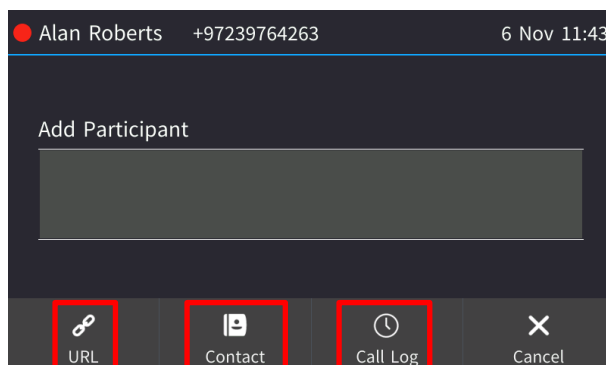 Alan Roberts +97239764263 6 Nov 11:43
Add Participant
URL Contact Call Log Cancel